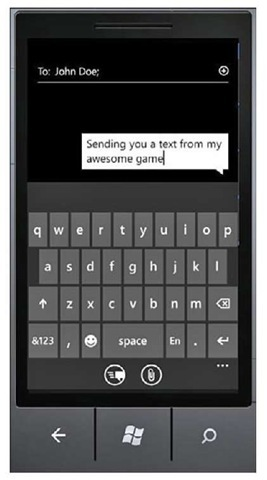 To: John Doe;
Sending you a text from my
awesome game
q w e r t y u i o p
a s d f g h j k l
z x c v b n m
&123 , space En .